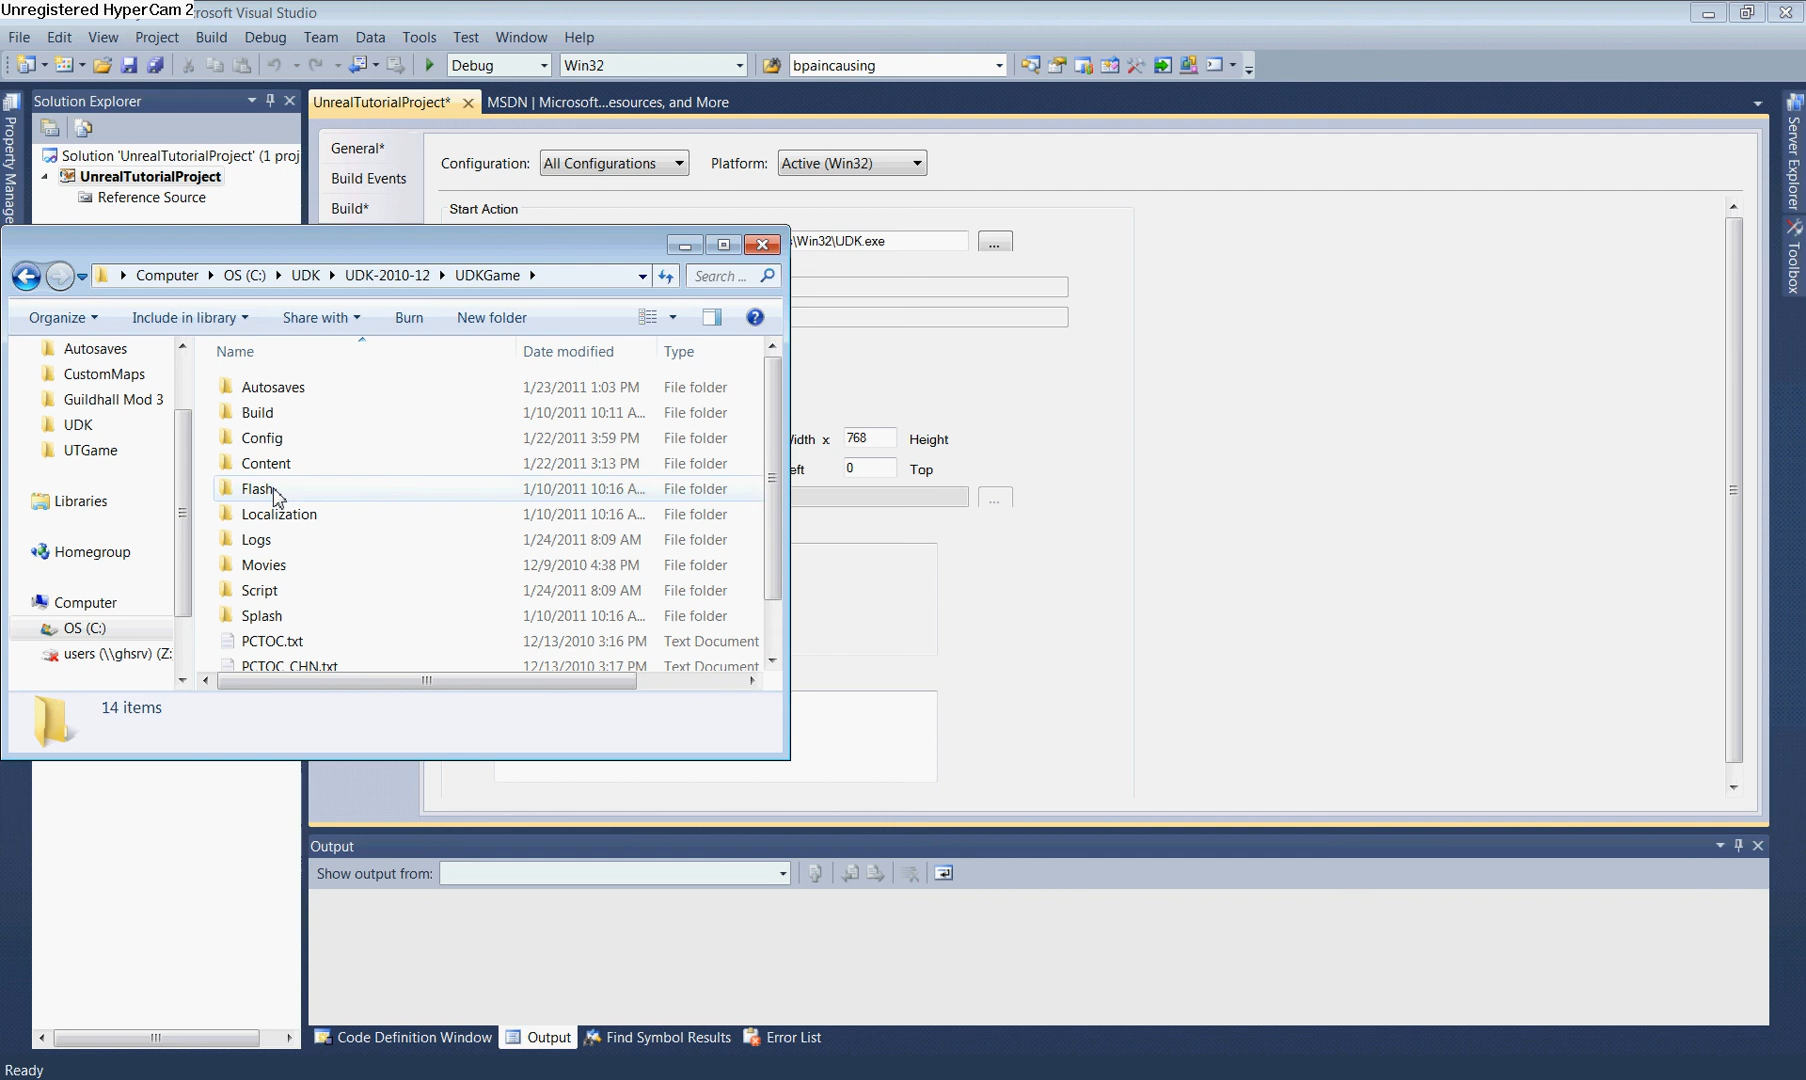 Unregistered HyperCam 2
rosoft Visual Studio
File Edit View Project Build Debug Team Data Tools Test Window Help
Debug Win32 bpaincausing
Solution Explorer
UnrealTutorialProject* MSDN | Microsoft...esources, and More
Property Manage
Server Explorer
Toolbox
Solution 'UnrealTutorialProject' (1 proj
UnrealTutorialProject
Reference Source
General*
Build Events
Build*
Configuration: All Configurations Platform: Active (Win32)
Start Action
\Win32\UDK.exe ...
Computer OS (C:) UDK UDK-2010-12 UDKGame Search ...
Organize Include in library Share with Burn New folder
Autosaves
CustomMaps
Guildhall Mod 3
UDK
UTGame
Libraries
Homegroup
Computer
OS (C:)
users (\\ghsrv) (Z:
Name Date modified Type
Autosaves 1/23/2011 1:03 PM File folder
Build 1/10/2011 10:11 A... File folder
Config 1/22/2011 3:59 PM File folder
Content 1/22/2011 3:13 PM File folder
Flash 1/10/2011 10:16 A... File folder
Localization 1/10/2011 10:16 A... File folder
Logs 1/24/2011 8:09 AM File folder
Movies 12/9/2010 4:38 PM File folder
Script 1/24/2011 8:09 AM File folder
Splash 1/10/2011 10:16 A... File folder
PCTOC.txt 12/13/2010 3:16 PM Text Document
PCTOC_CHN.txt 12/13/2010 3:17 PM Text Document
14 items
idth x 768 Height
eft 0 Top
...
Output
Show output from:
Code Definition Window Output Find Symbol Results Error List
Ready